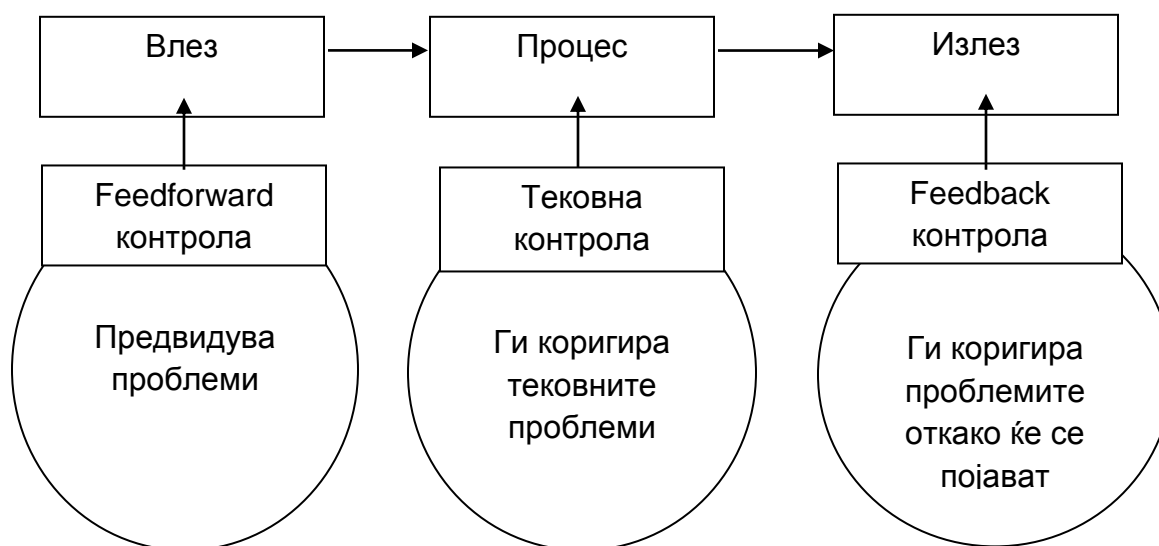 Влез
Процес
Излез
Feedforward
контрола
Тековна
контрола
Feedback
контрола
Предвидува
проблеми
Ги коригира
тековните
проблеми
Ги коригира
проблемите
откако ќе се
појават